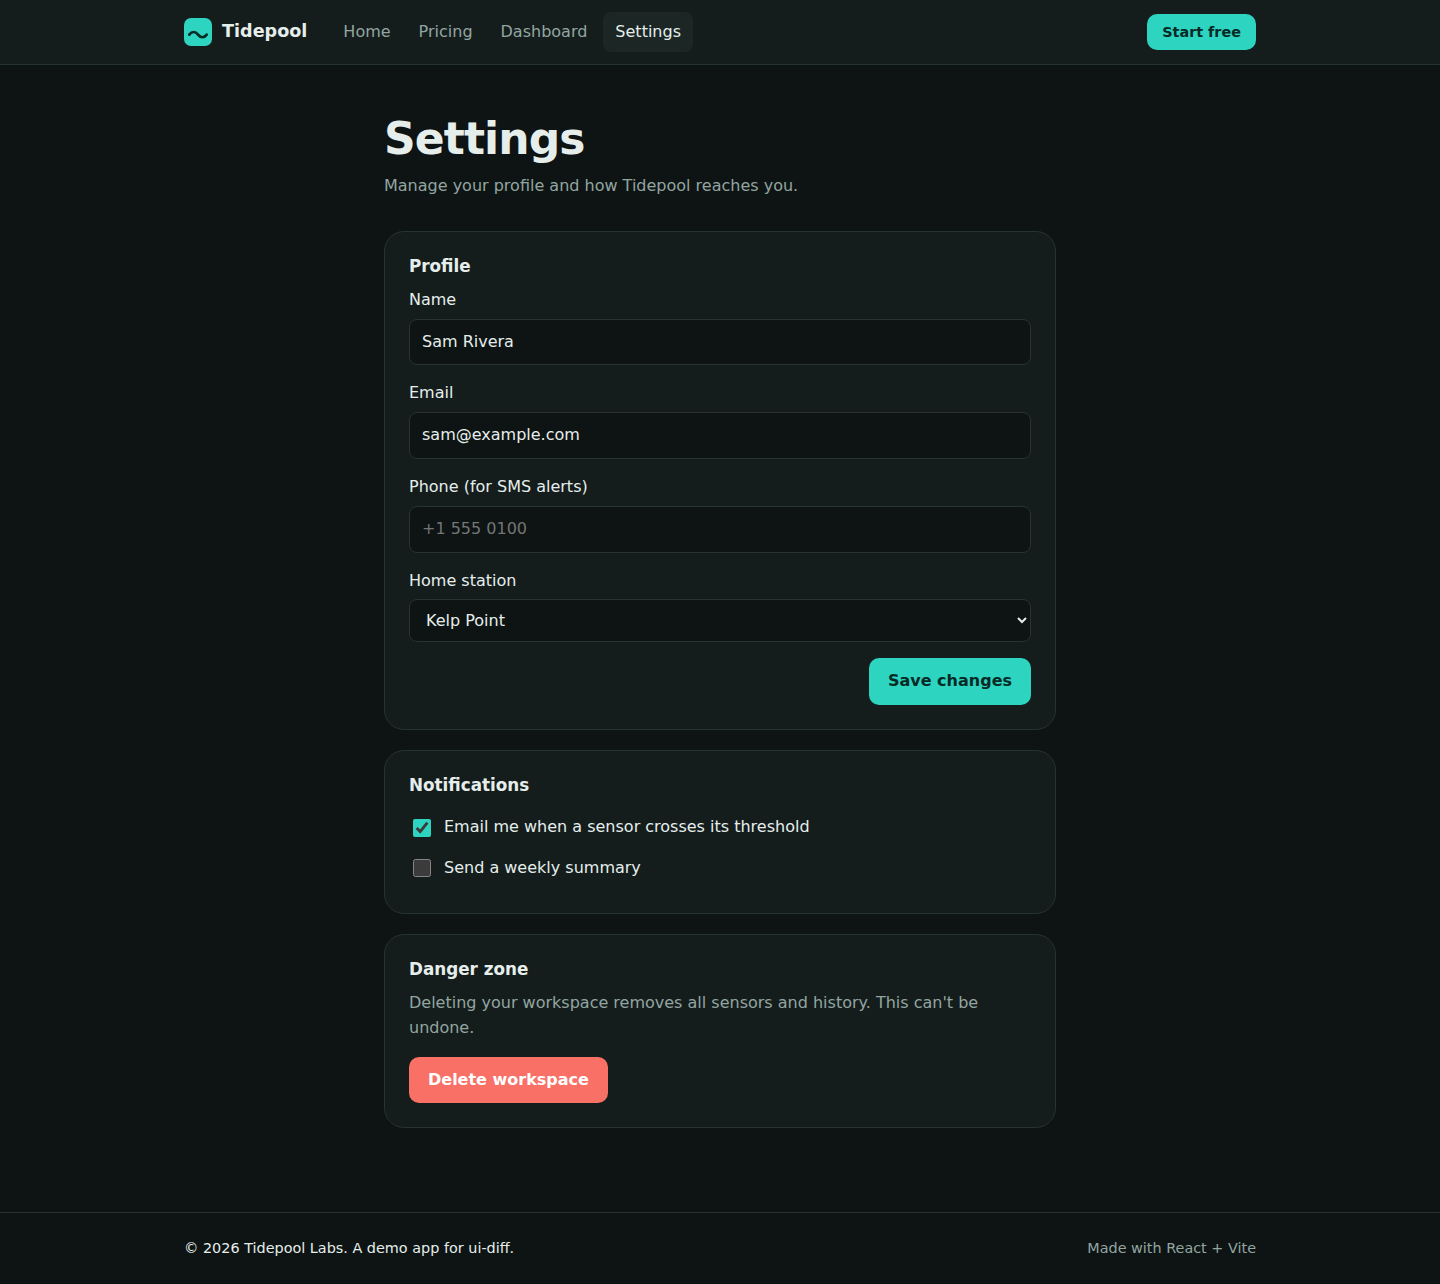 Tidepool
Home
Pricing
Dashboard
Settings
Start free
Settings
Manage your profile and how Tidepool reaches you.
Profile
Name
Sam Rivera
Email
sam@example.com
Phone (for SMS alerts)
+1 555 0100
Home station
Kelp Point
Save changes
Notifications
Email me when a sensor crosses its threshold
Send a weekly summary
Danger zone
Deleting your workspace removes all sensors and history. This can't be
undone.
Delete workspace
© 2026 Tidepool Labs. A demo app for ui-diff.
Made with React + Vite